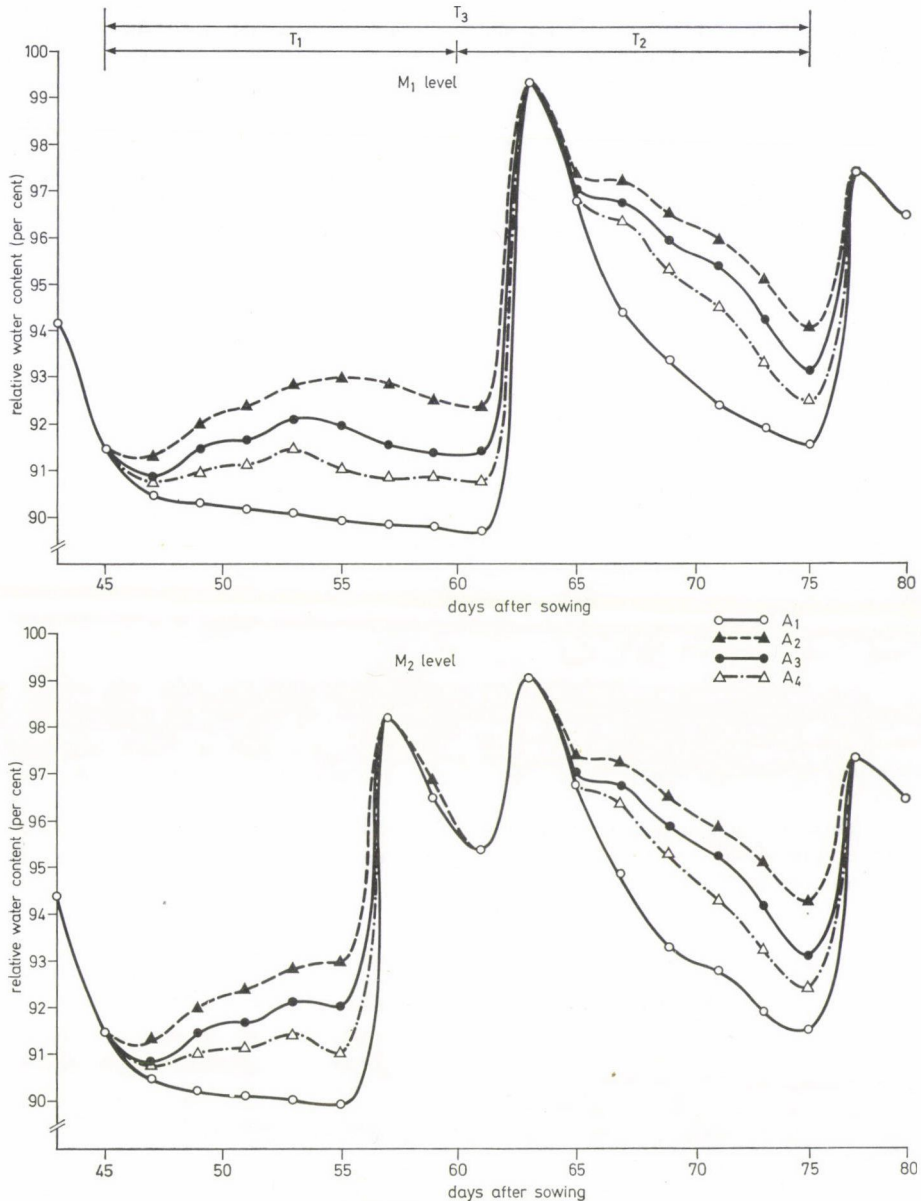 T3
T1 T2
M1 level
relative water content (per cent)
100
99
98
97
96
95
94
93
92
91
90
45 50 55 60 65 70 75 80
days after sowing
A1
A2
A3
A4
M2 level
relative water content (per cent)
100
99
98
97
96
95
94
93
92
91
90
45 50 55 60 65 70 75 80
days after sowing